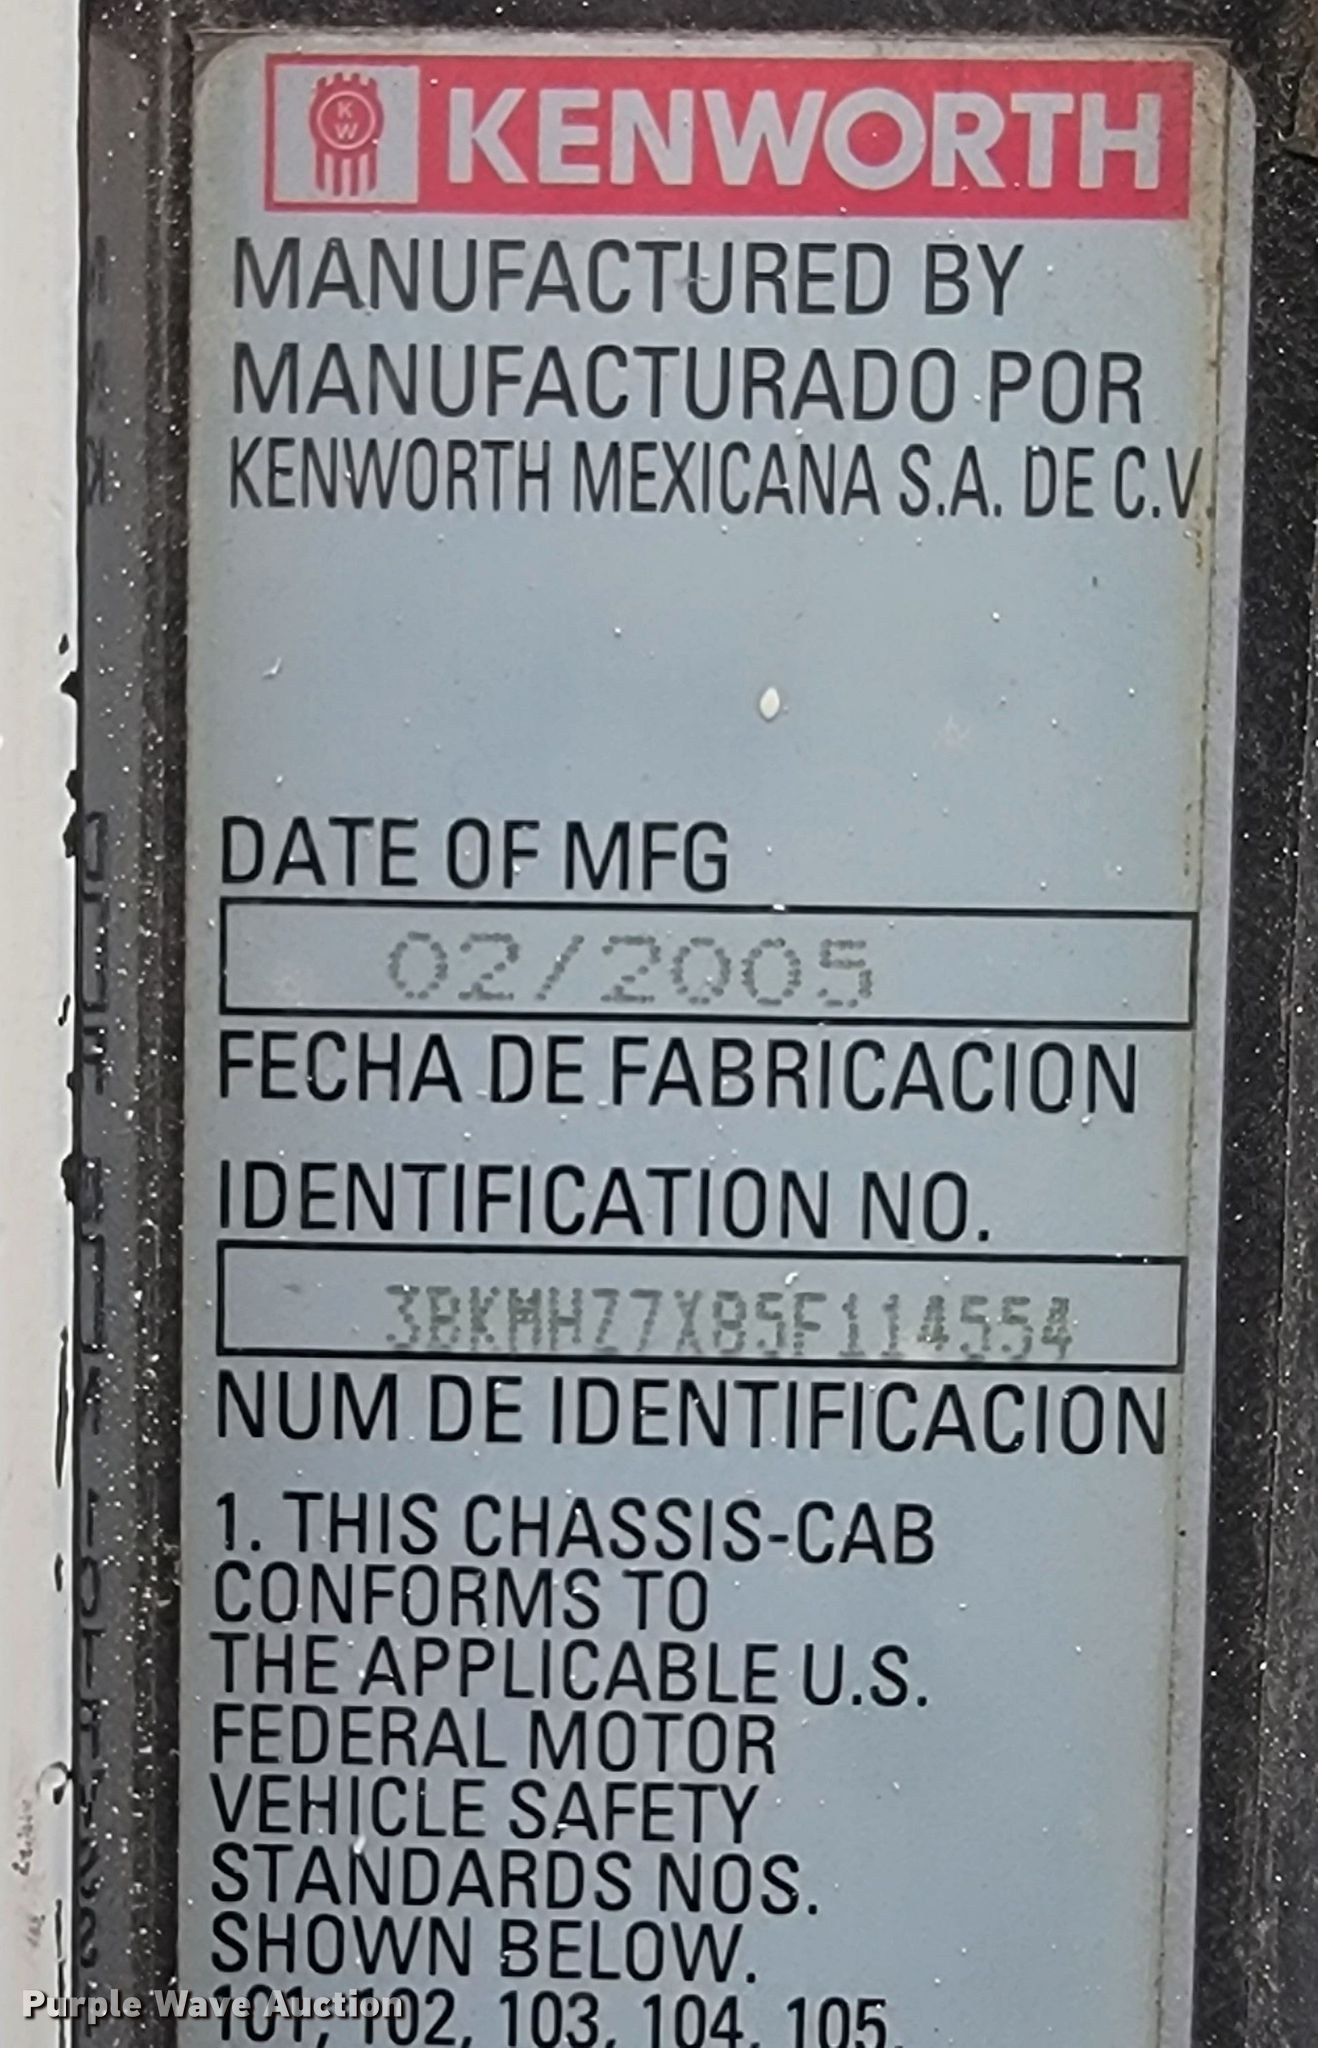 K
W
KENWORTH
MANUFACTURED BY
MANUFACTURADO POR
KENWORTH MEXICANA S.A. DE C.V.
DATE OF MFG
02/2005
FECHA DE FABRICACION
IDENTIFICATION NO.
3BKMHZ7X85F114554
NUM DE IDENTIFICACION
1. THIS CHASSIS-CAB
CONFORMS TO
THE APPLICABLE U.S.
FEDERAL MOTOR
VEHICLE SAFETY
STANDARDS NOS.
SHOWN BELOW.
101, 102, 103, 104, 105,
Purple Wave Auction